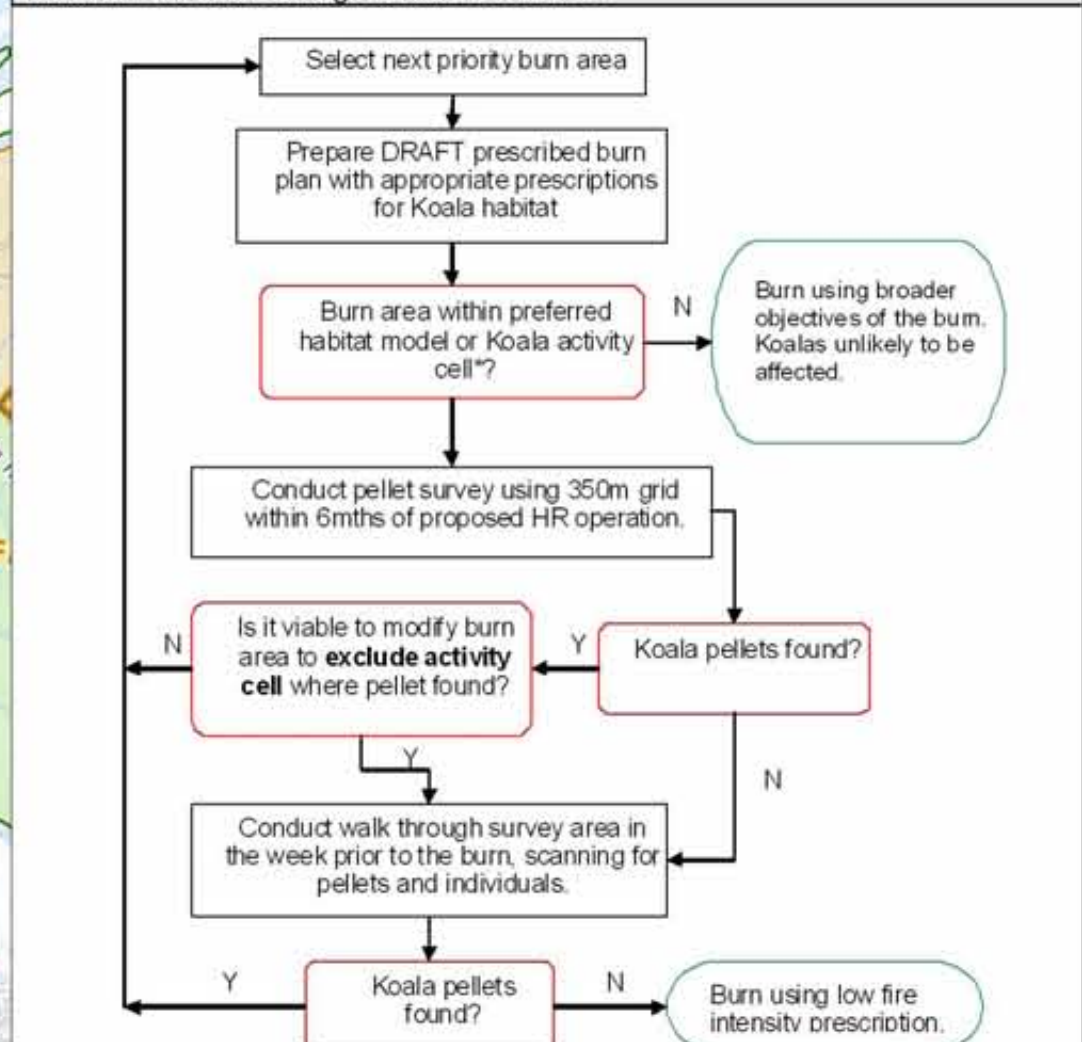 Select next priority burn area
Prepare DRAFT prescribed burn
plan with appropriate prescriptions
for Koala habitat
Burn area within preferred
habitat model or Koala activity
cell*?
N
Burn using broader
objectives of the burn.
Koalas unlikely to be
affected.
Conduct pellet survey using 350m grid
within 6mths of proposed HR operation.
N
Is it viable to modify burn
area to exclude activity
cell where pellet found?
Y
Koala pellets found?
Y
N
Conduct walk through survey area in
the week prior to the burn, scanning for
pellets and individuals.
Y
Koala pellets
found?
N
Burn using low fire
intensity prescription.